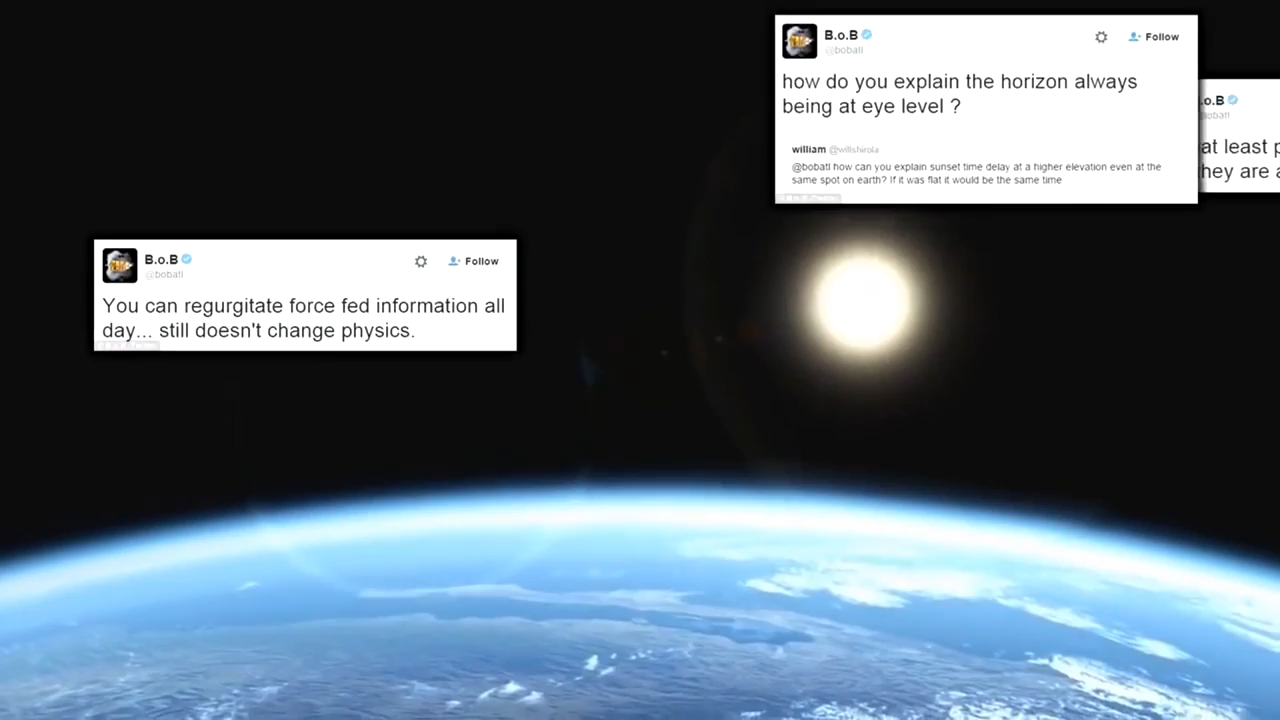 B.o.B
@bobatl
Follow
how do you explain the horizon always
being at eye level ?
william @willshirola
@bobatl how can you explain sunset time delay at a higher elevation even at the
same spot on earth? If it was flat it would be the same time
.o.B
obatl
at least p
hey are a
B.o.B
@bobatl
Follow
You can regurgitate force fed information all
day... still doesn't change physics.